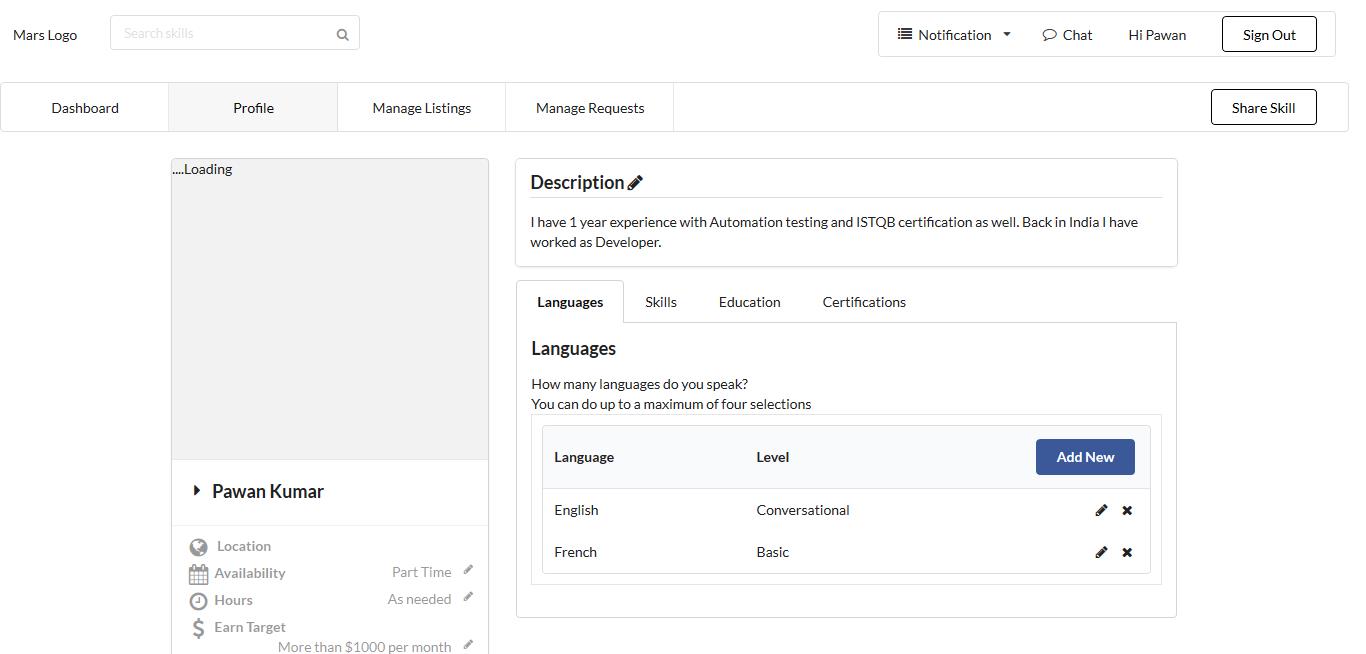 Mars Logo
Search skills
Notification
Chat
Hi Pawan
Sign Out
Dashboard
Profile
Manage Listings
Manage Requests
Share Skill
....Loading
Pawan Kumar
Location
Availability
Part Time
Hours
As needed
Earn Target
More than $1000 per month
Description
I have 1 year experience with Automation testing and ISTQB certification as well. Back in India I have
worked as Developer.
Languages
Skills
Education
Certifications
Languages
How many languages do you speak?
You can do up to a maximum of four selections
Language
Level
Add New
English
Conversational
French
Basic